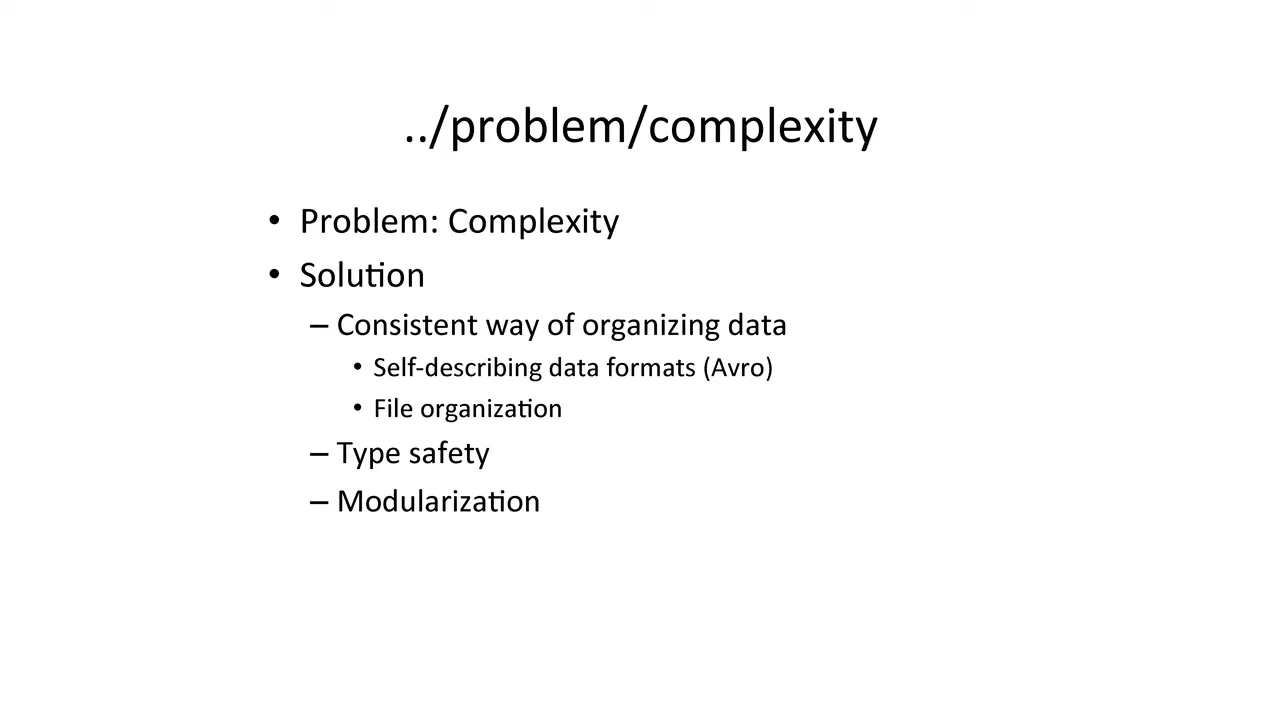 ../problem/complexity
• Problem: Complexity
• Solution
– Consistent way of organizing data
• Self-describing data formats (Avro)
• File organization
– Type safety
– Modularization